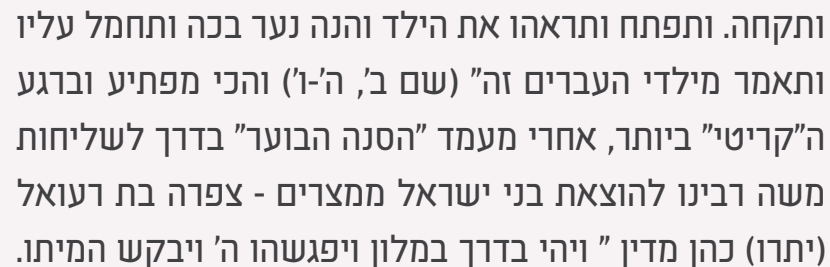 ותקחה. ותפתח ותראהו את הילד והנה נער בכה ותחמל עליו
ותאמר מילדי העברים זה" (שם ב', ה'-ו') והכי מפתיע וברגע
ה"קריטי" ביותר, אחרי מעמד "הסנה הבוער" בדרך לשליחות
משה רבינו להוצאת בני ישראל ממצרים - צפרה בת רעואל
(יתרו) כהן מדין " ויהי בדרך במלון ויפגשהו ה' ויבקש המיתו.